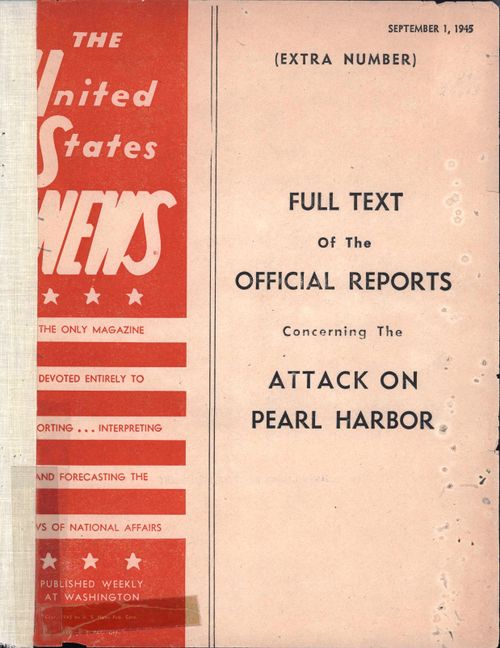 THE
United
States
NEWS
THE ONLY MAGAZINE
DEVOTED ENTIRELY TO
ORTING . . . INTERPRETING
AND FORECASTING THE
WS OF NATIONAL AFFAIRS
PUBLISHED WEEKLY
AT WASHINGTON
SEPTEMBER 1, 1945
(EXTRA NUMBER)
FULL TEXT
Of The
OFFICIAL REPORTS
Concerning The
ATTACK ON
PEARL HARBOR